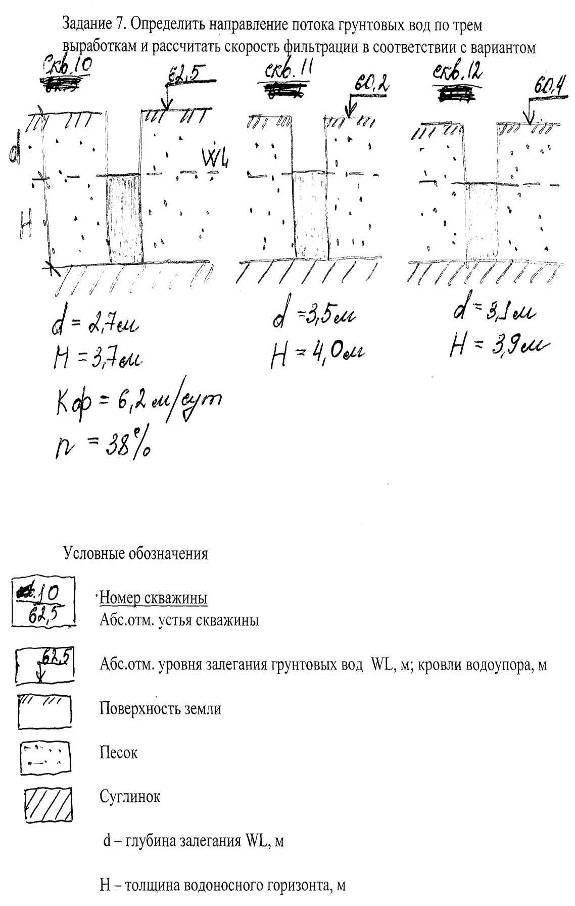 Задание 7. Определить направление потока грунтовых вод по трем
выработкам и рассчитать скорость фильтрации в соответствии с вариантом
Скв.10 62,5 скв.11 60,2 скв.12 60,4
d WL
H
d = 2,7м d = 3,5м d = 3,1м
H = 3,7м H = 4,0м H = 3,9м
Кф = 6,2 м/сут
n = 38%
Условные обозначения
10
62,5
Номер скважины
Абс.отм. устья скважины
62,5
Абс.отм. уровня залегания грунтовых вод WL, м; кровли водоупора, м
Поверхность земли
Песок
Суглинок
d – глубина залегания WL, м
Н – толщина водоносного горизонта, м